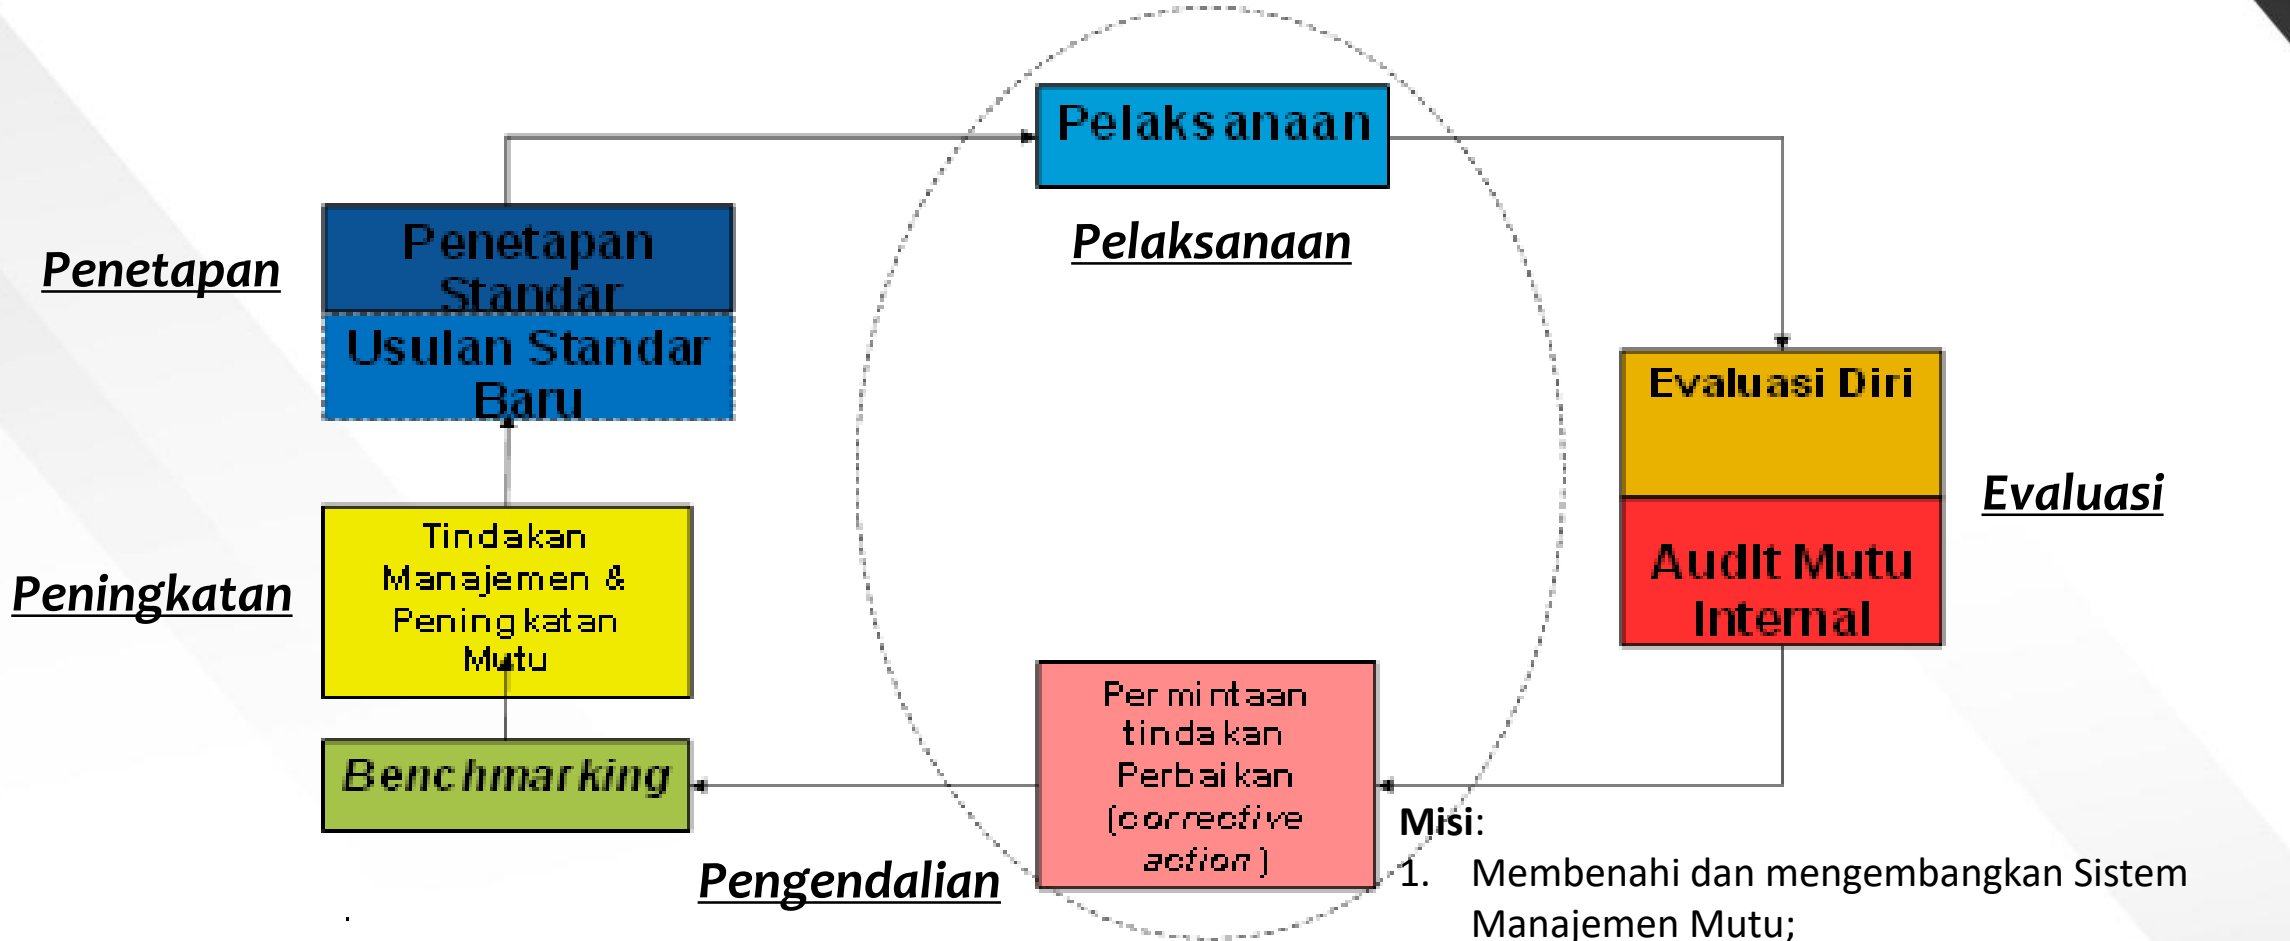 Pelaksanaan
Pelaksanaan
Penetapan
Penetapan
Standar
Usulan Standar
Baru
Evaluasi Diri
Audit Mutu
Internal
Evaluasi
Peningkatan
Tindakan
Manajemen &
Peningkatan
Mutu
Benchmarking
Permintaan
tindakan
Perbaikan
(corrective
action)
Pengendalian
Misi:
1. Membenahi dan mengembangkan Sistem
Manajemen Mutu;